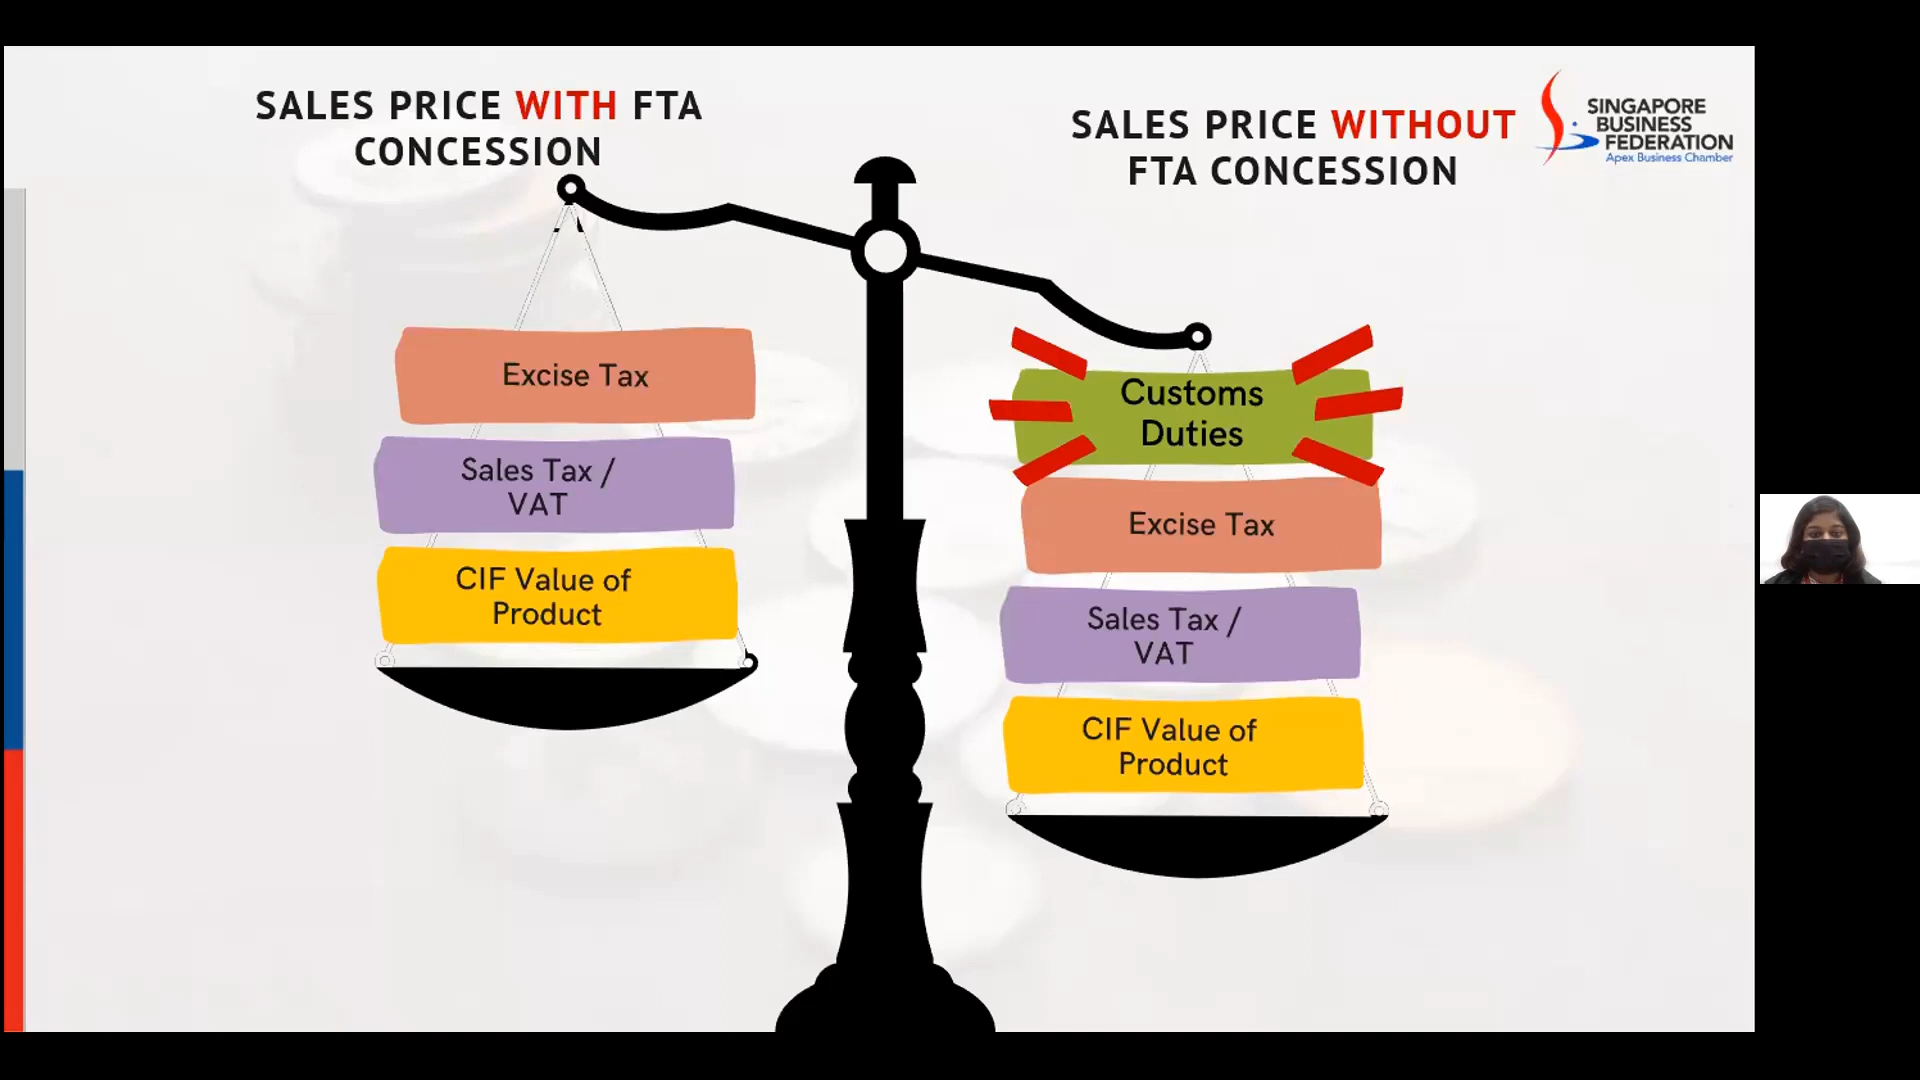 SALES PRICE WITH FTA
CONCESSION
SALES PRICE WITHOUT
FTA CONCESSION
SINGAPORE
BUSINESS
FEDERATION
Apex Business Chamber
Excise Tax
Sales Tax /
VAT
CIF Value of
Product
Customs
Duties
Excise Tax
Sales Tax /
VAT
CIF Value of
Product